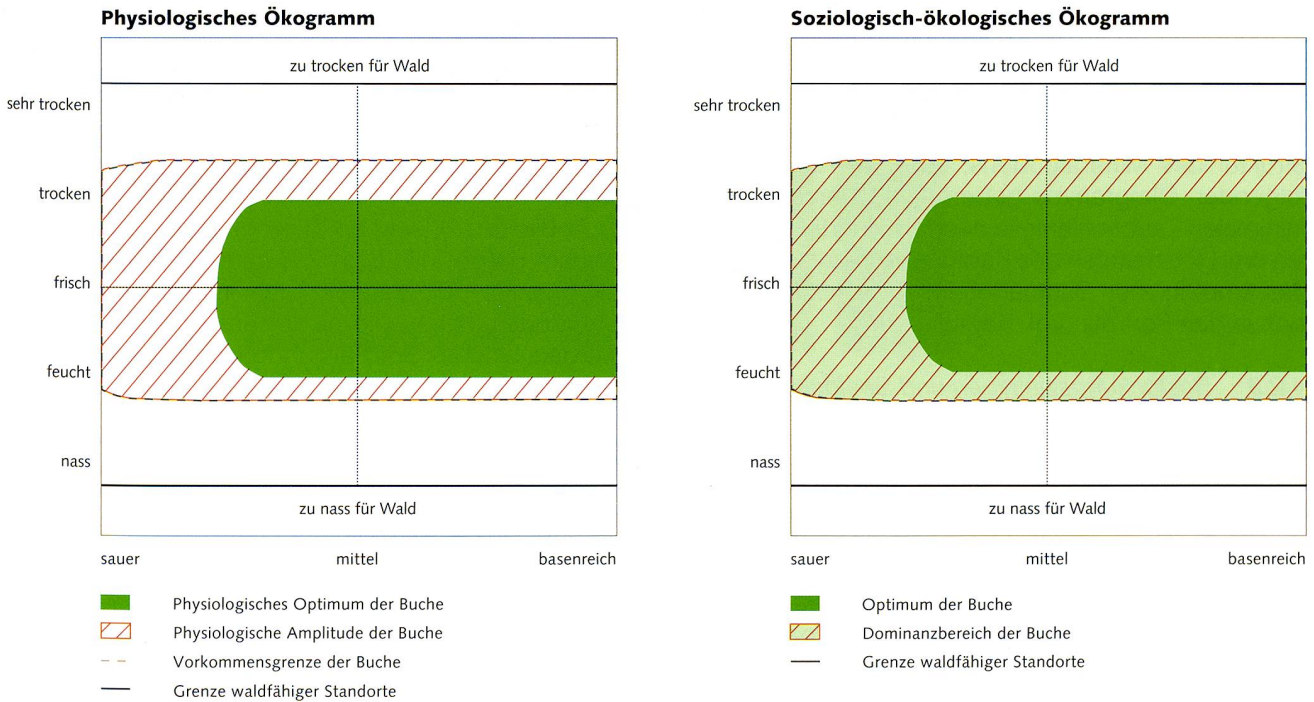 Physiologisches Ökogramm
zu trocken für Wald
sehr trocken
trocken
frisch
feucht
nass
zu nass für Wald
sauer mittel basenreich
Physiologisches Optimum der Buche
Physiologische Amplitude der Buche
Vorkommensgrenze der Buche
Grenze waldfähiger Standorte
Soziologisch-ökologisches Ökogramm
zu trocken für Wald
sehr trocken
trocken
frisch
feucht
nass
zu nass für Wald
sauer mittel basenreich
Optimum der Buche
Dominanzbereich der Buche
Grenze waldfähiger Standorte